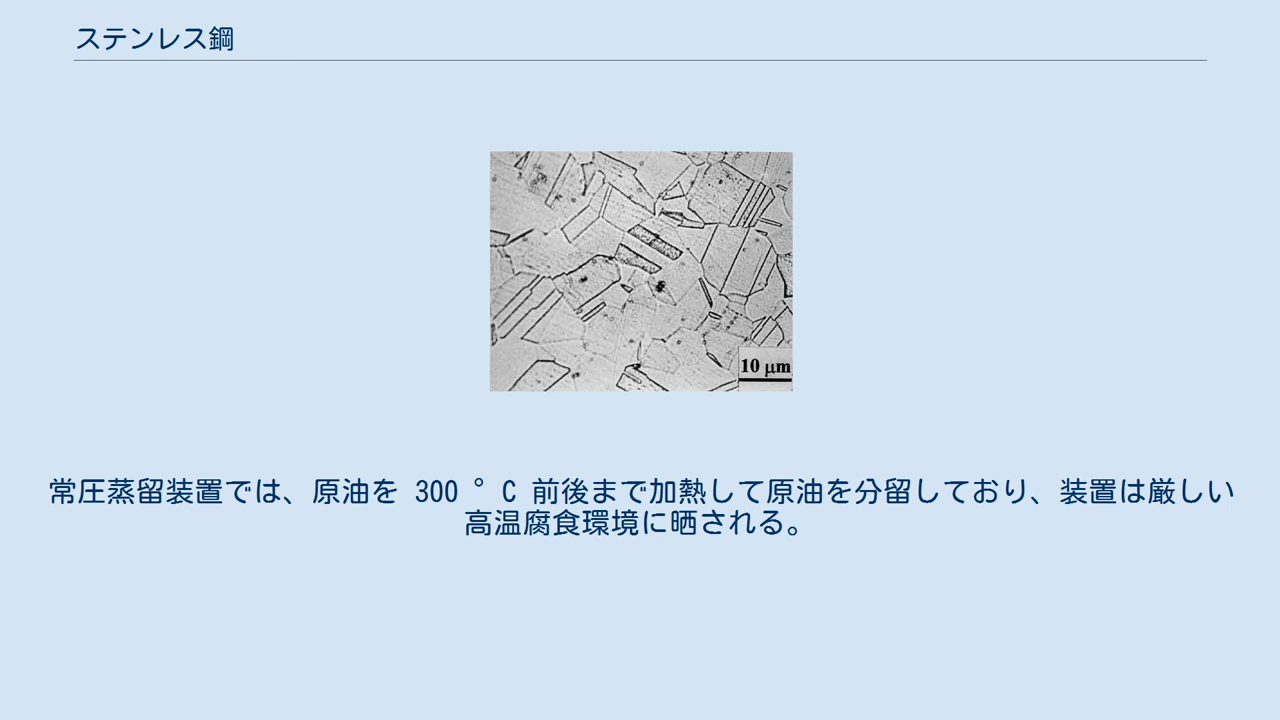 ステンレス鋼
10 μm
常圧蒸留装置では、原油を 300 °C 前後まで加熱して原油を分留しており、装置は厳しい
高温腐食環境に晒される。